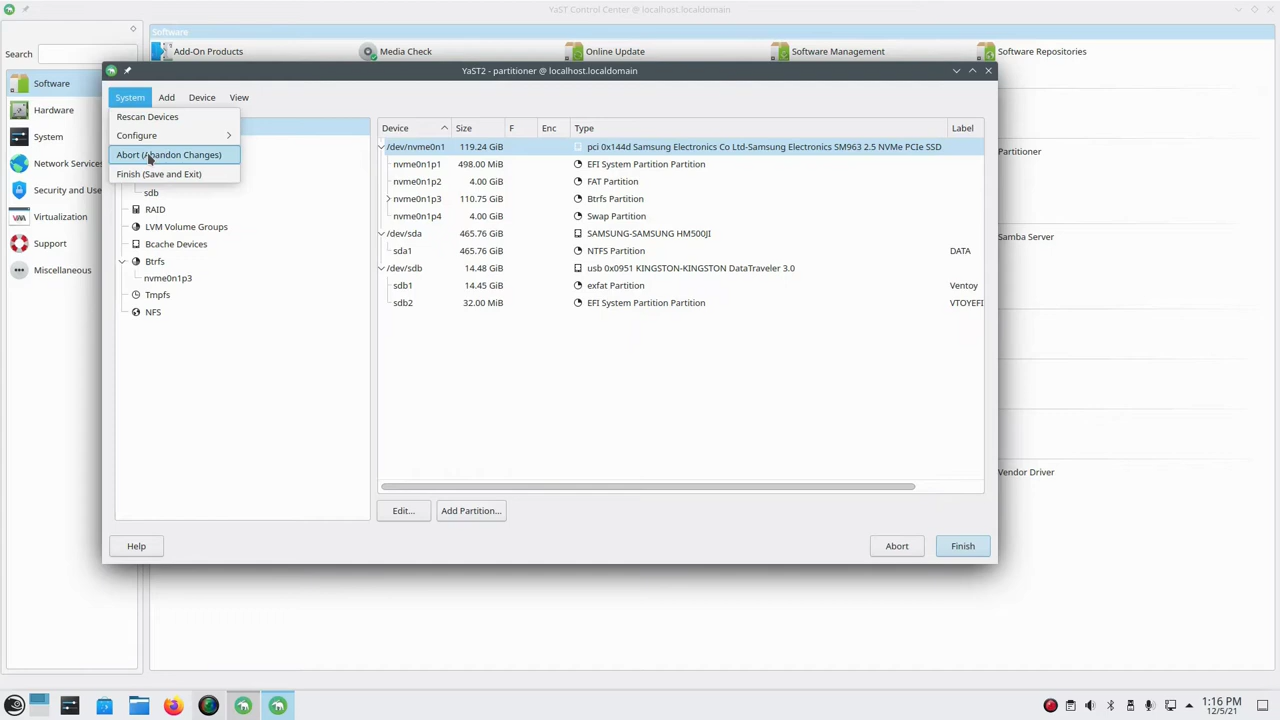 YaST Control Center @ localhost.localdomain
Search
Software
Hardware
System
Network Services
Security and Use
Virtualization
Support
Miscellaneous
Software
Add-On Products
Media Check
Online Update
Software Management
Software Repositories
Partitioner
Samba Server
Vendor Driver
YaST2 - partitioner @ localhost.localdomain
System Add Device View
Rescan Devices
Configure
Abort (Abandon Changes)
Finish (Save and Exit)
sdb
RAID
LVM Volume Groups
Bcache Devices
Btrfs
nvme0n1p3
Tmpfs
NFS
Device Size F Enc Type Label
/dev/nvme0n1 119.24 GiB pci 0x144d Samsung Electronics Co Ltd-Samsung Electronics SM963 2.5 NVMe PCIe SSD
nvme0n1p1 498.00 MiB EFI System Partition Partition
nvme0n1p2 4.00 GiB FAT Partition
nvme0n1p3 110.75 GiB Btrfs Partition
nvme0n1p4 4.00 GiB Swap Partition
/dev/sda 465.76 GiB SAMSUNG-SAMSUNG HM500JI
sda1 465.76 GiB NTFS Partition DATA
/dev/sdb 14.48 GiB usb 0x0951 KINGSTON-KINGSTON DataTraveler 3.0
sdb1 14.45 GiB exfat Partition Ventoy
sdb2 32.00 MiB EFI System Partition Partition VTOYEFI
Edit... Add Partition...
Help Abort Finish
1:16 PM
12/5/21